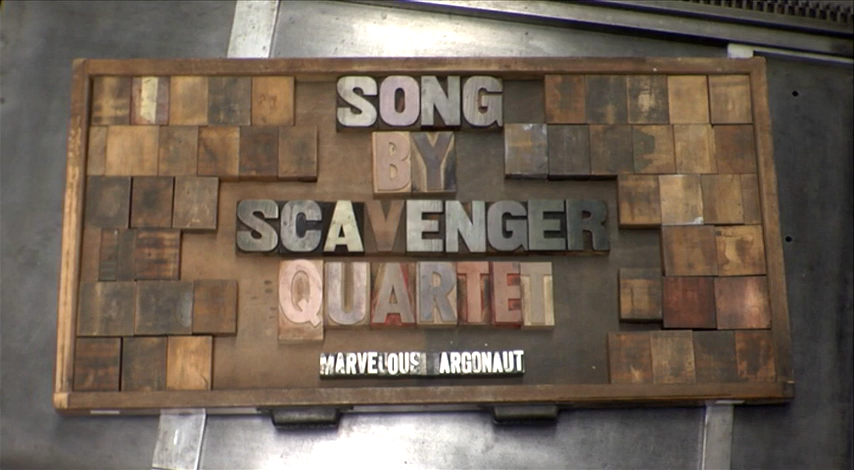 SONG
BY
SCAVENGER
QUARTET
MARVELOUS ARGONAUT